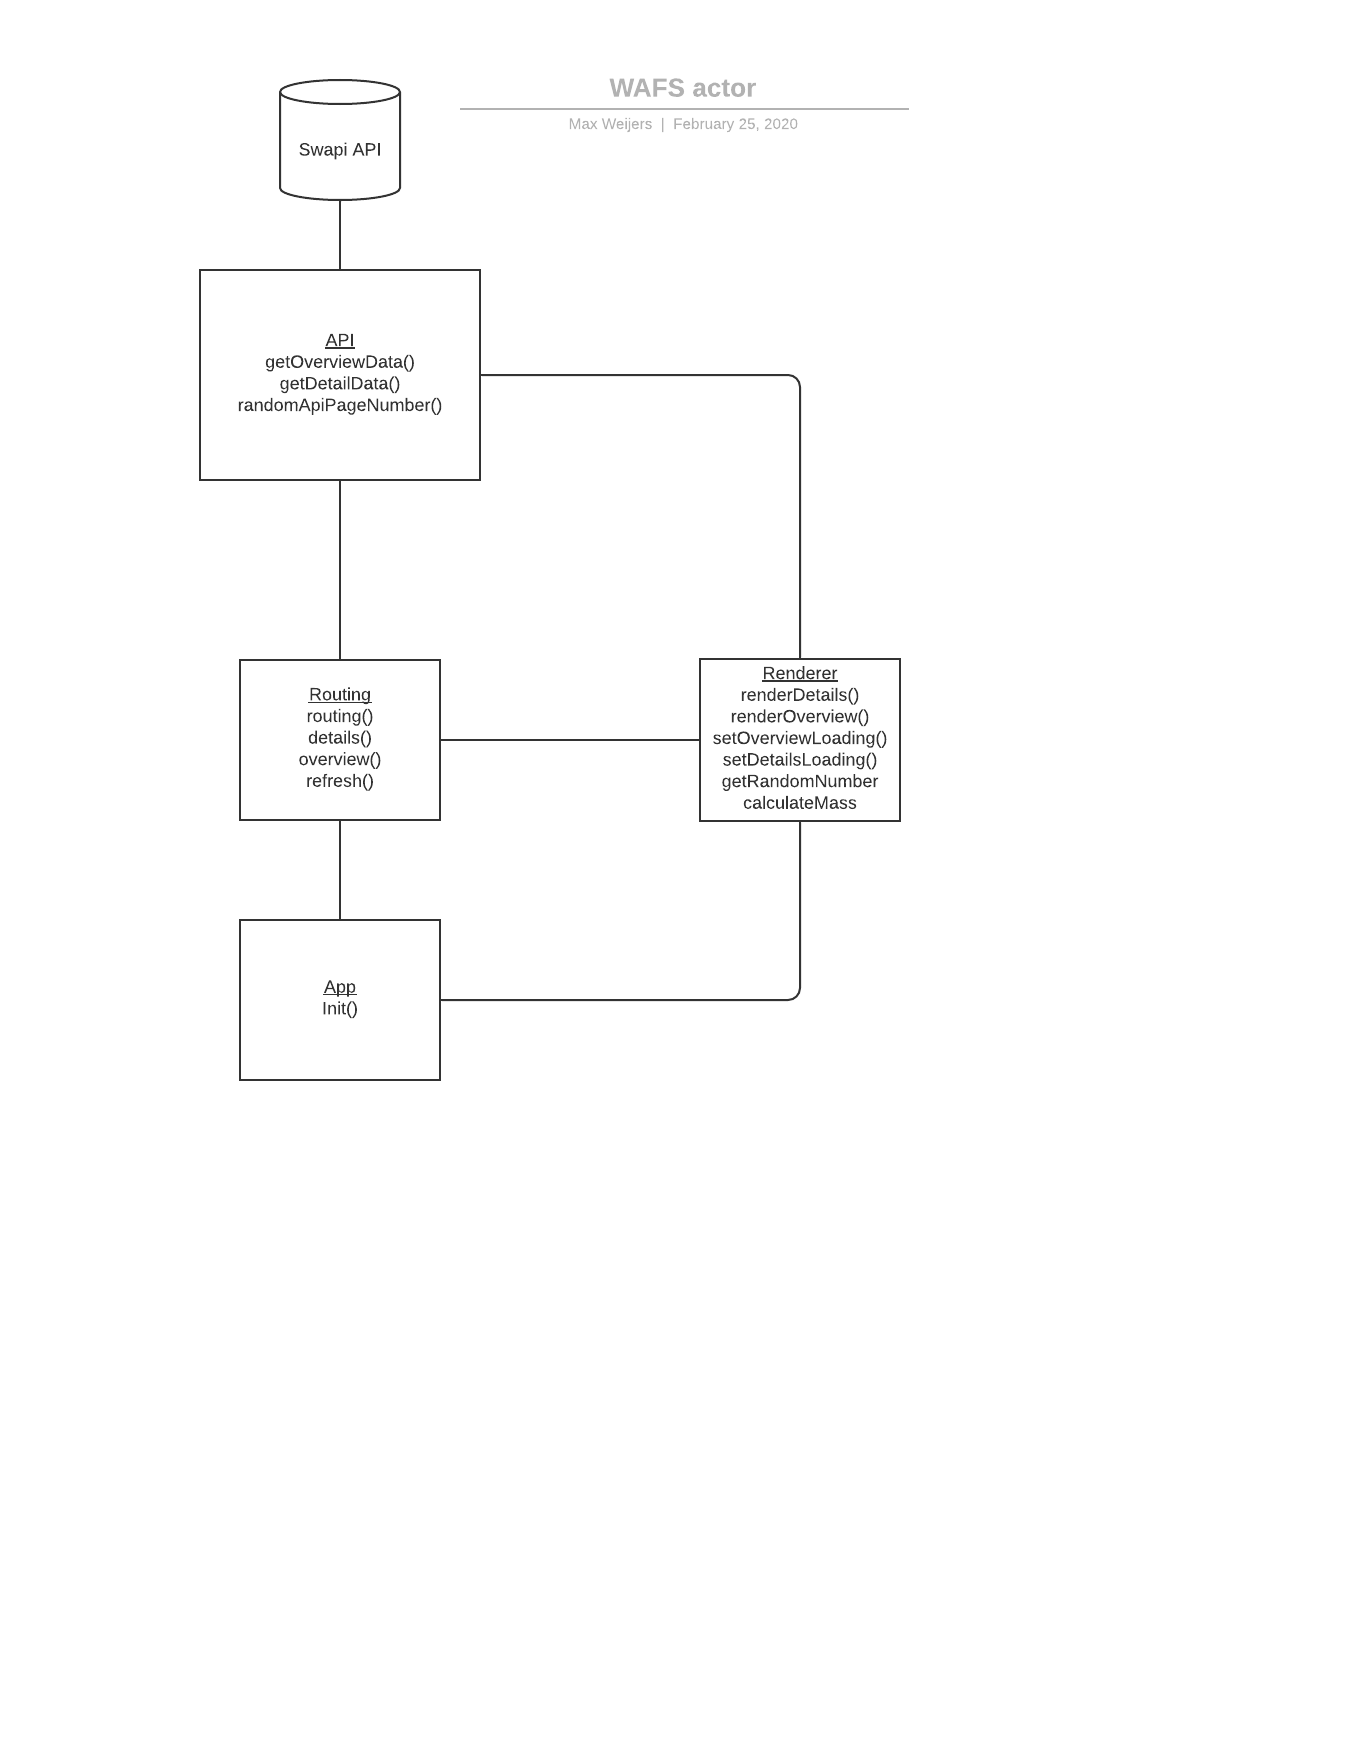 WAFS actor
Max Weijers | February 25, 2020
Swapi API
API
getOverviewData()
getDetailData()
randomApiPageNumber()
Routing
routing()
details()
overview()
refresh()
Renderer
renderDetails()
renderOverview()
setOverviewLoading()
setDetailsLoading()
getRandomNumber
calculateMass
App
Init()